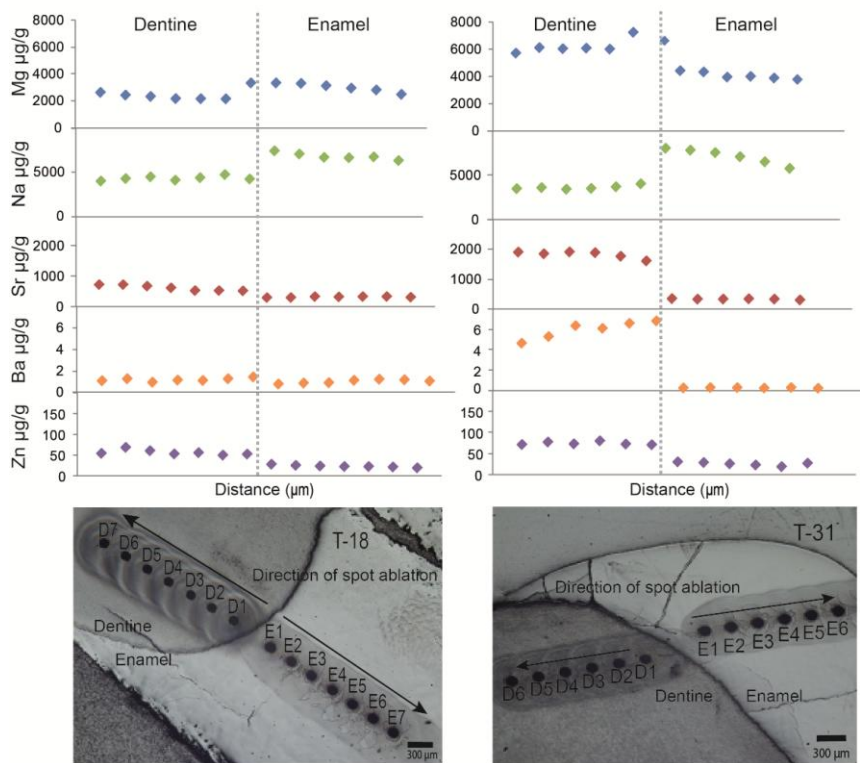 Dentine Enamel
Mg µg/g
8000
6000
4000
2000
0
Na µg/g
5000
0
Sr µg/g
2000
1000
0
Ba µg/g
6
4
2
0
Zn µg/g
150
100
50
0
Distance (µm)
Dentine Enamel
8000
6000
4000
2000
0
5000
0
2000
1000
0
6
4
2
0
150
100
50
0
Distance (µm)
T-18
D7
D6
D5
D4
D3
D2
D1
Direction of spot ablation
Dentine
Enamel
E1
E2
E3
E4
E5
E6
E7
300 µm
T-31
Direction of spot ablation
E1 E2 E3 E4 E5 E6
D6 D5 D4 D3 D2 D1
Dentine Enamel
300 µm